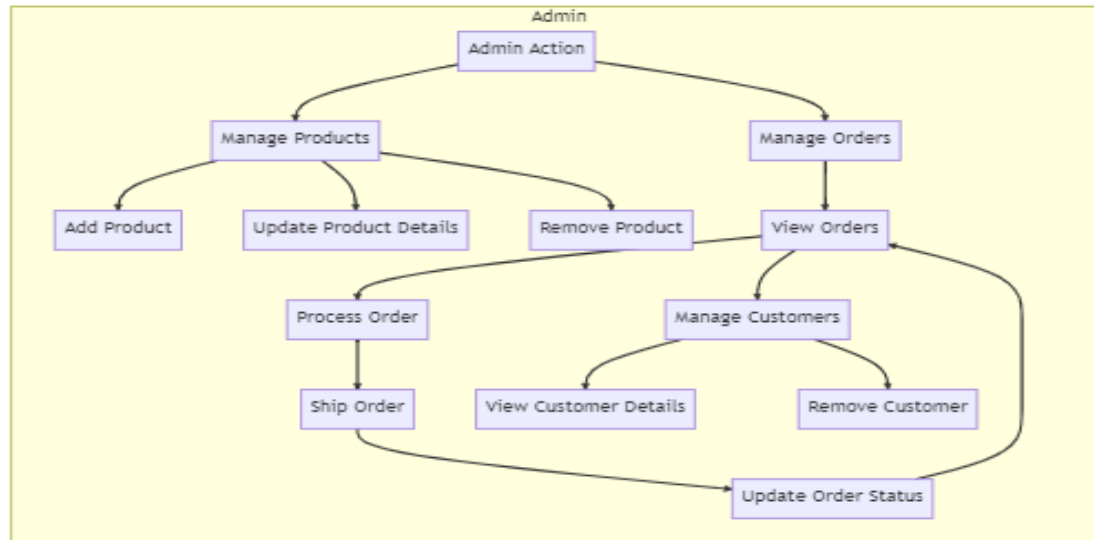 Admin
Admin Action
Manage Products
Manage Orders
Add Product
Update Product Details
Remove Product
View Orders
Process Order
Manage Customers
Ship Order
View Customer Details
Remove Customer
Update Order Status